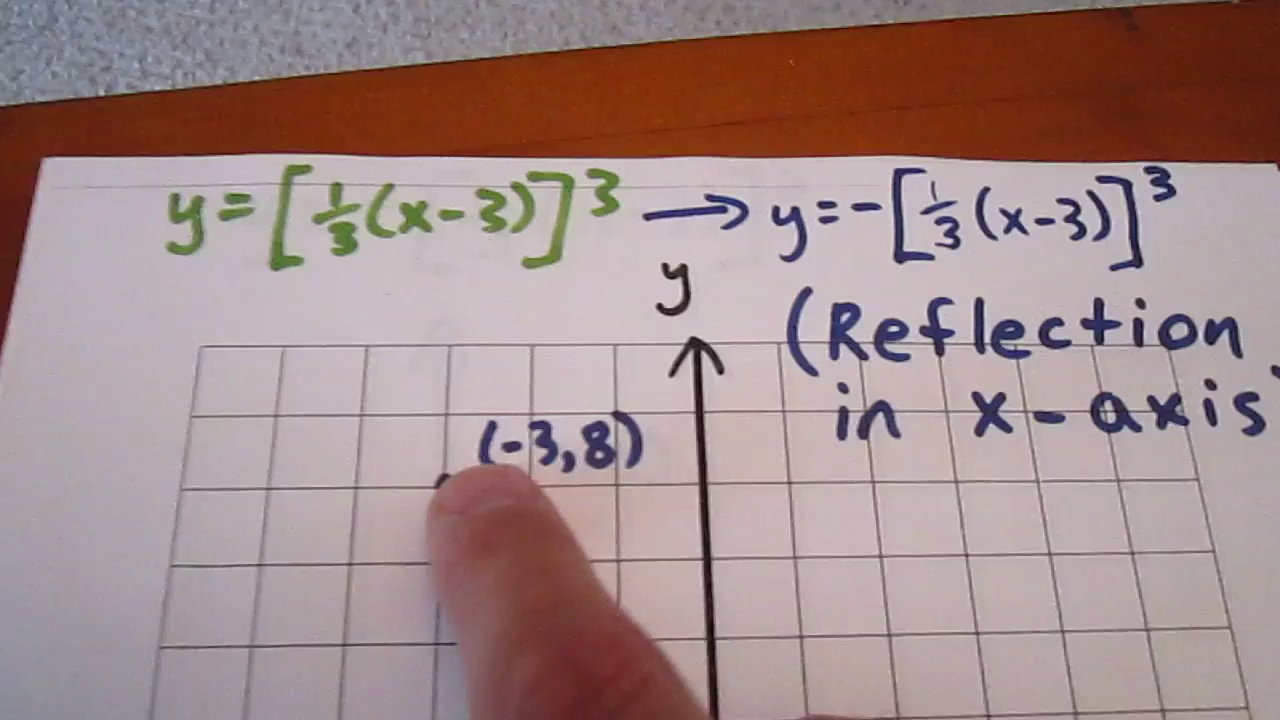 y = [⅓(x-3)]³ → y = -[⅓(x-3)]³
y
(Reflection
in x-axis)
(-3,8)